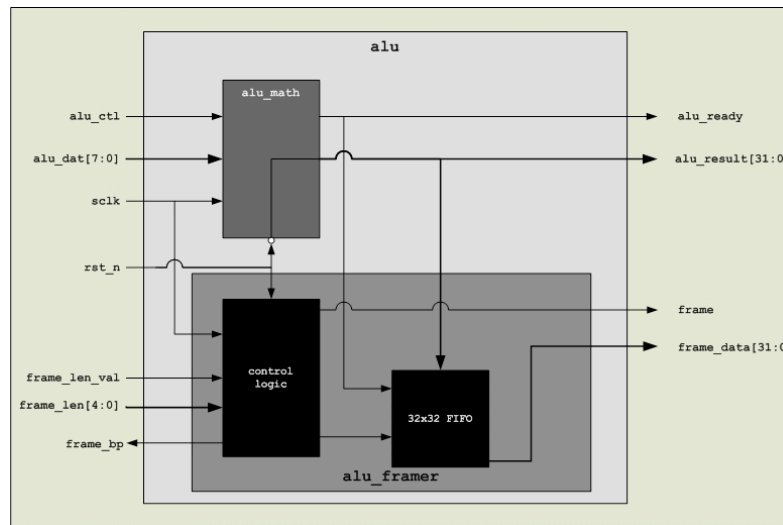 alu
alu_math
alu_ctl
alu_ready
alu_dat[7:0]
alu_result[31:0
sclk
rst_n
frame
control
logic
frame_data[31:0
frame_len_val
frame_len[4:0]
32x32 FIFO
frame_bp
alu_framer